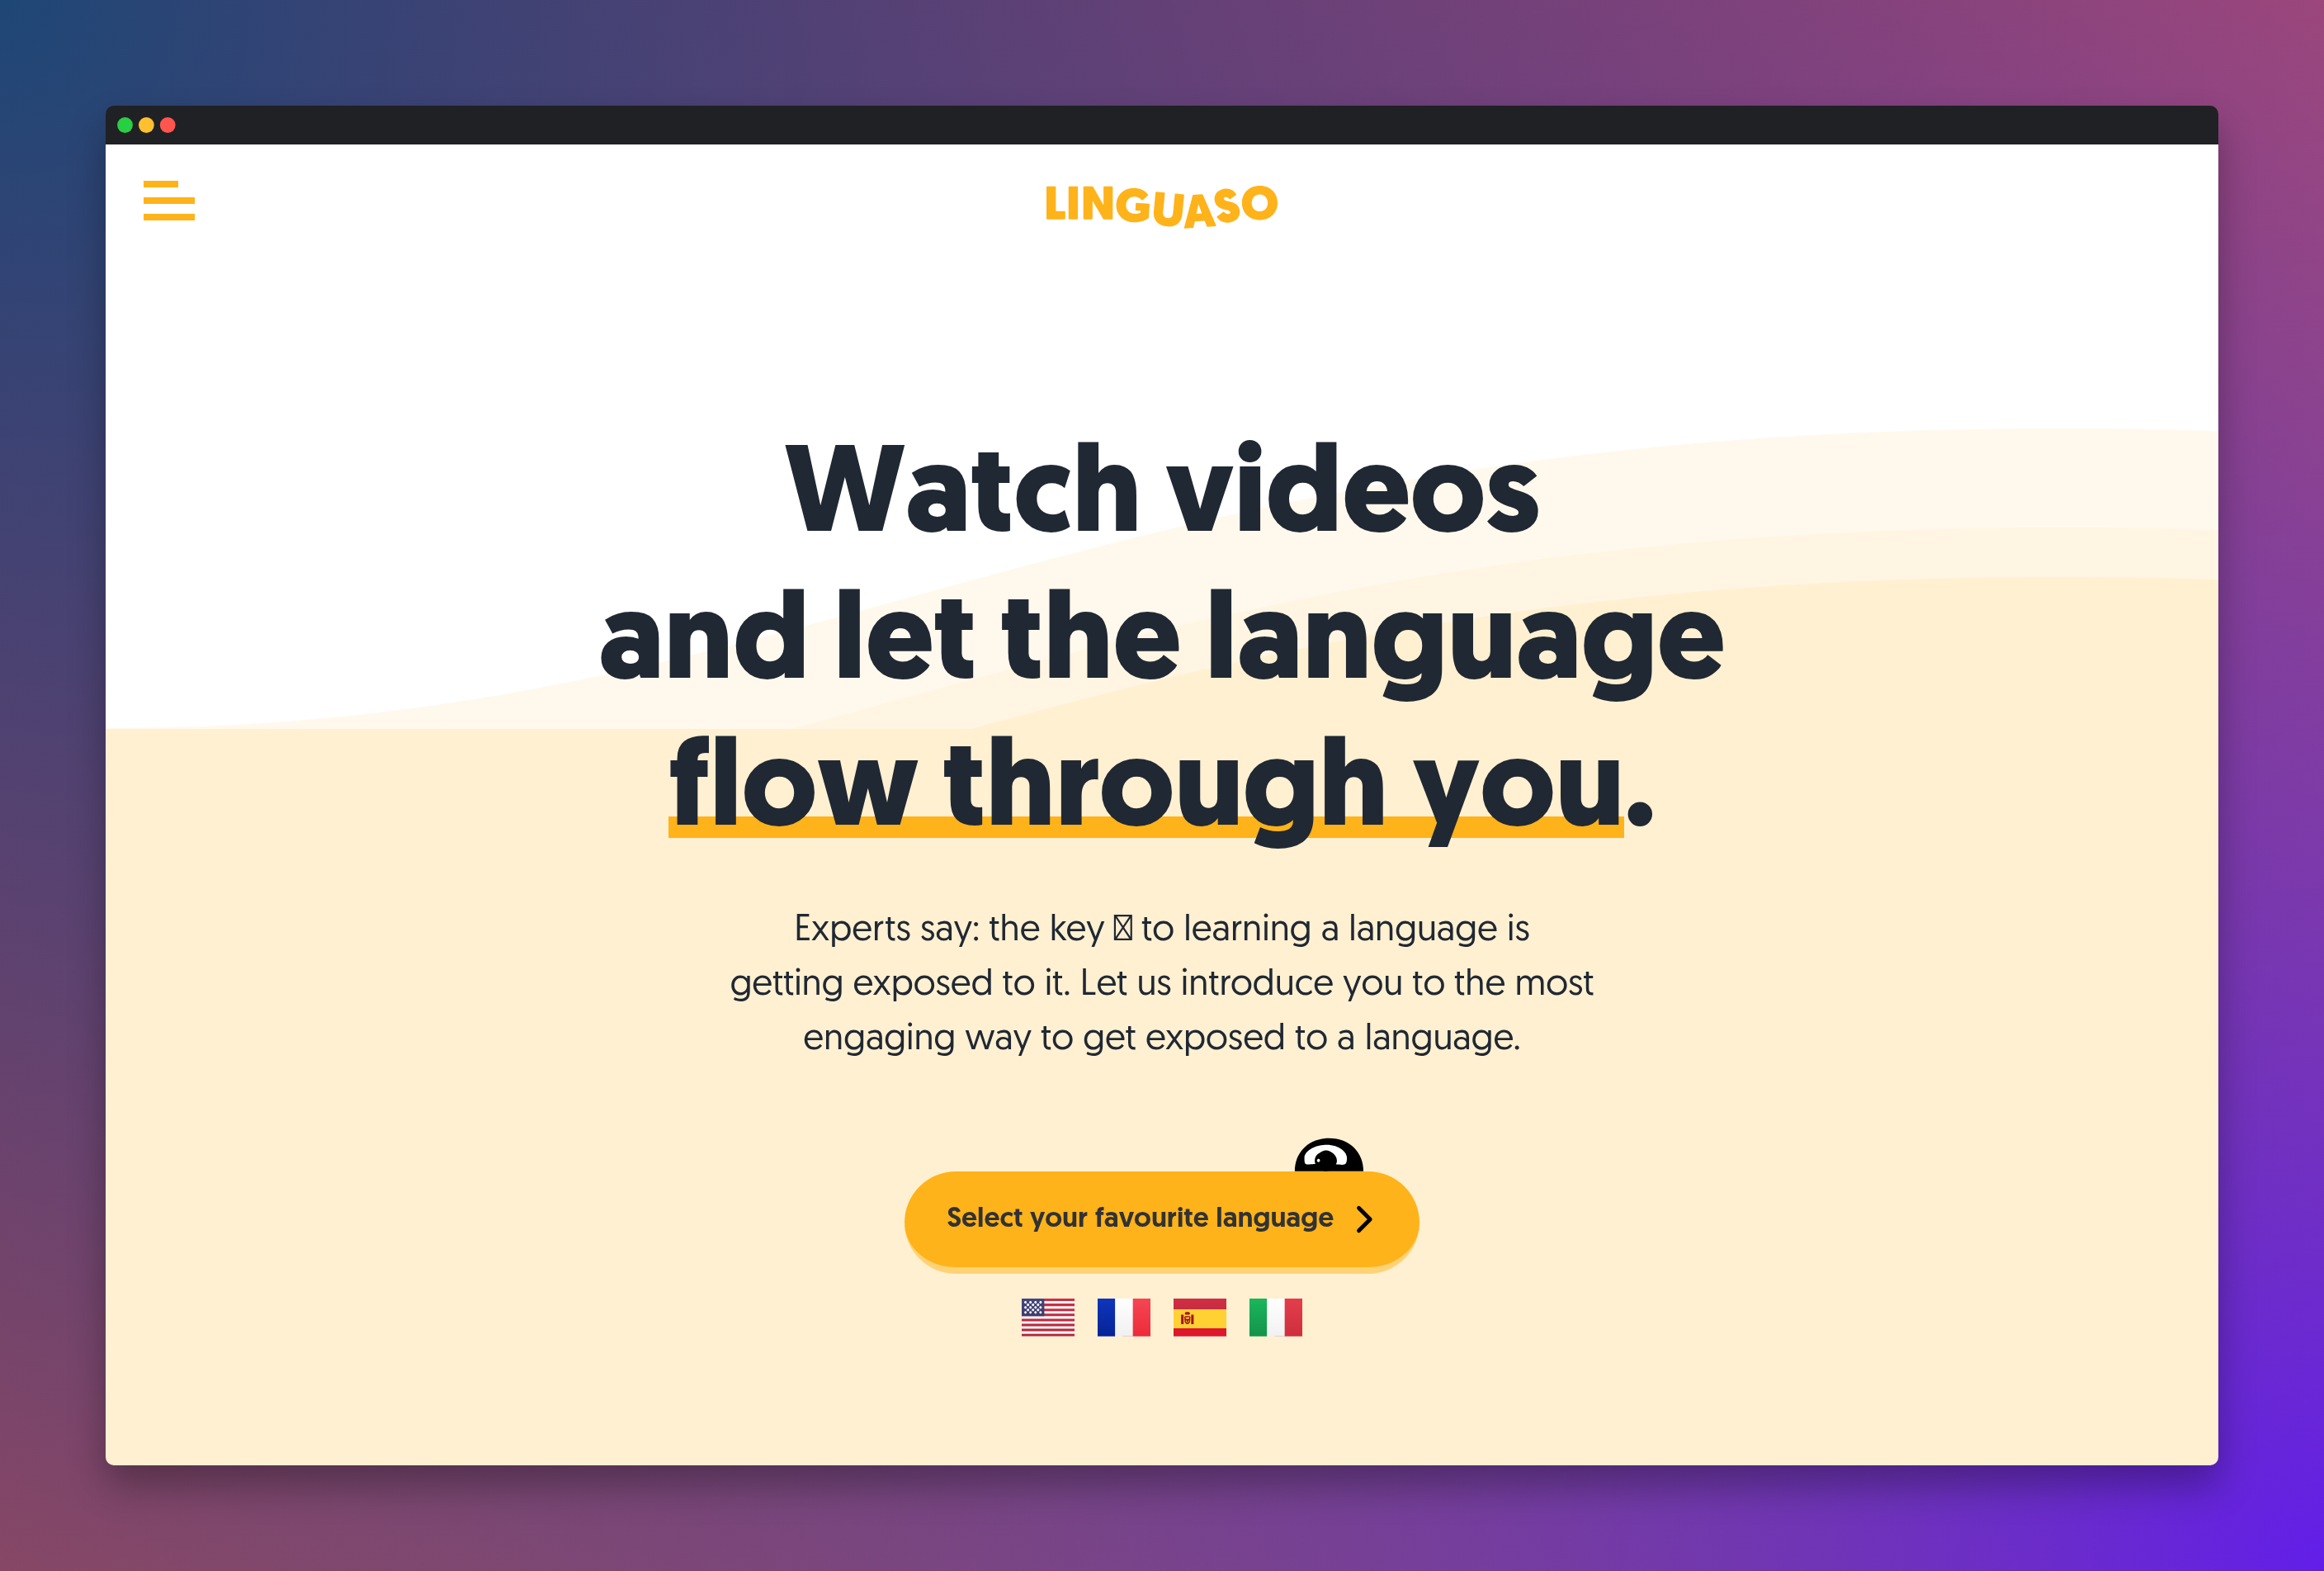 LINGUASO
Watch videos
and let the language
flow through you.
Experts say: the key to learning a language is
getting exposed to it. Let us introduce you to the most
engaging way to get exposed to a language.
Select your favourite language